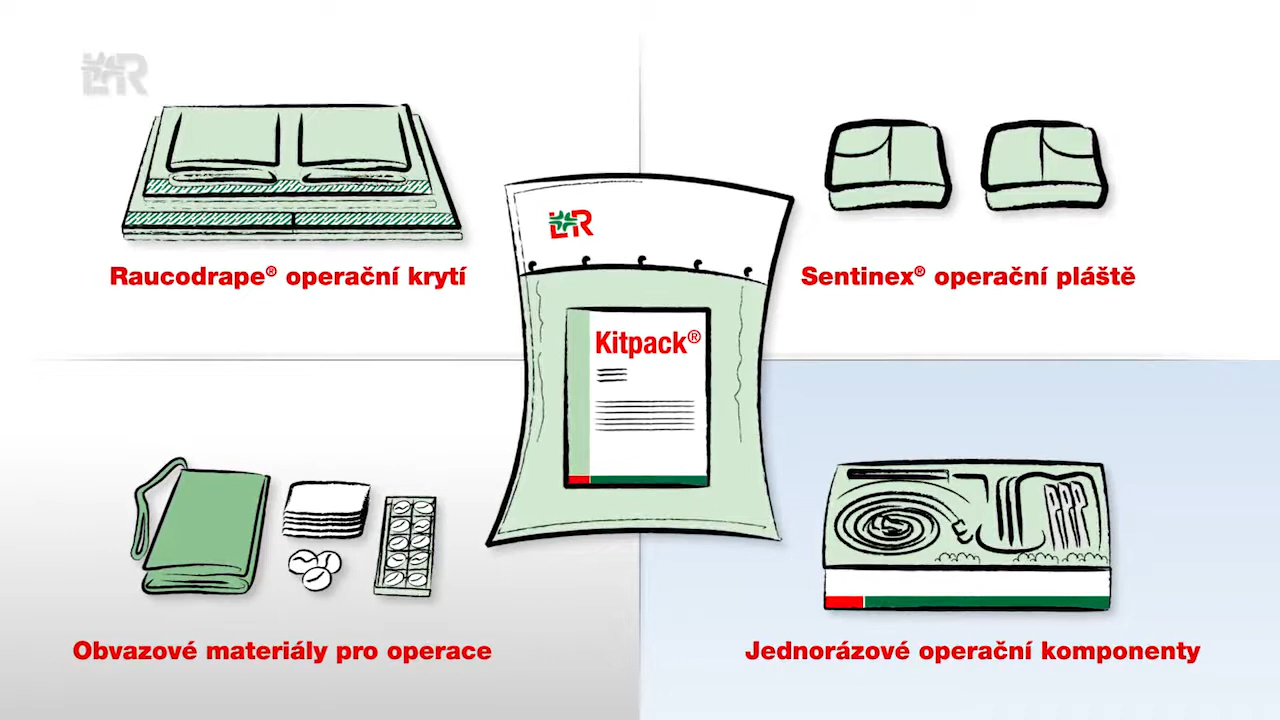 L&R
Raucodrape® operační krytí
L&R
Sentinex® operační pláště
Kitpack®
Obvazové materiály pro operace
Jednorázové operační komponenty